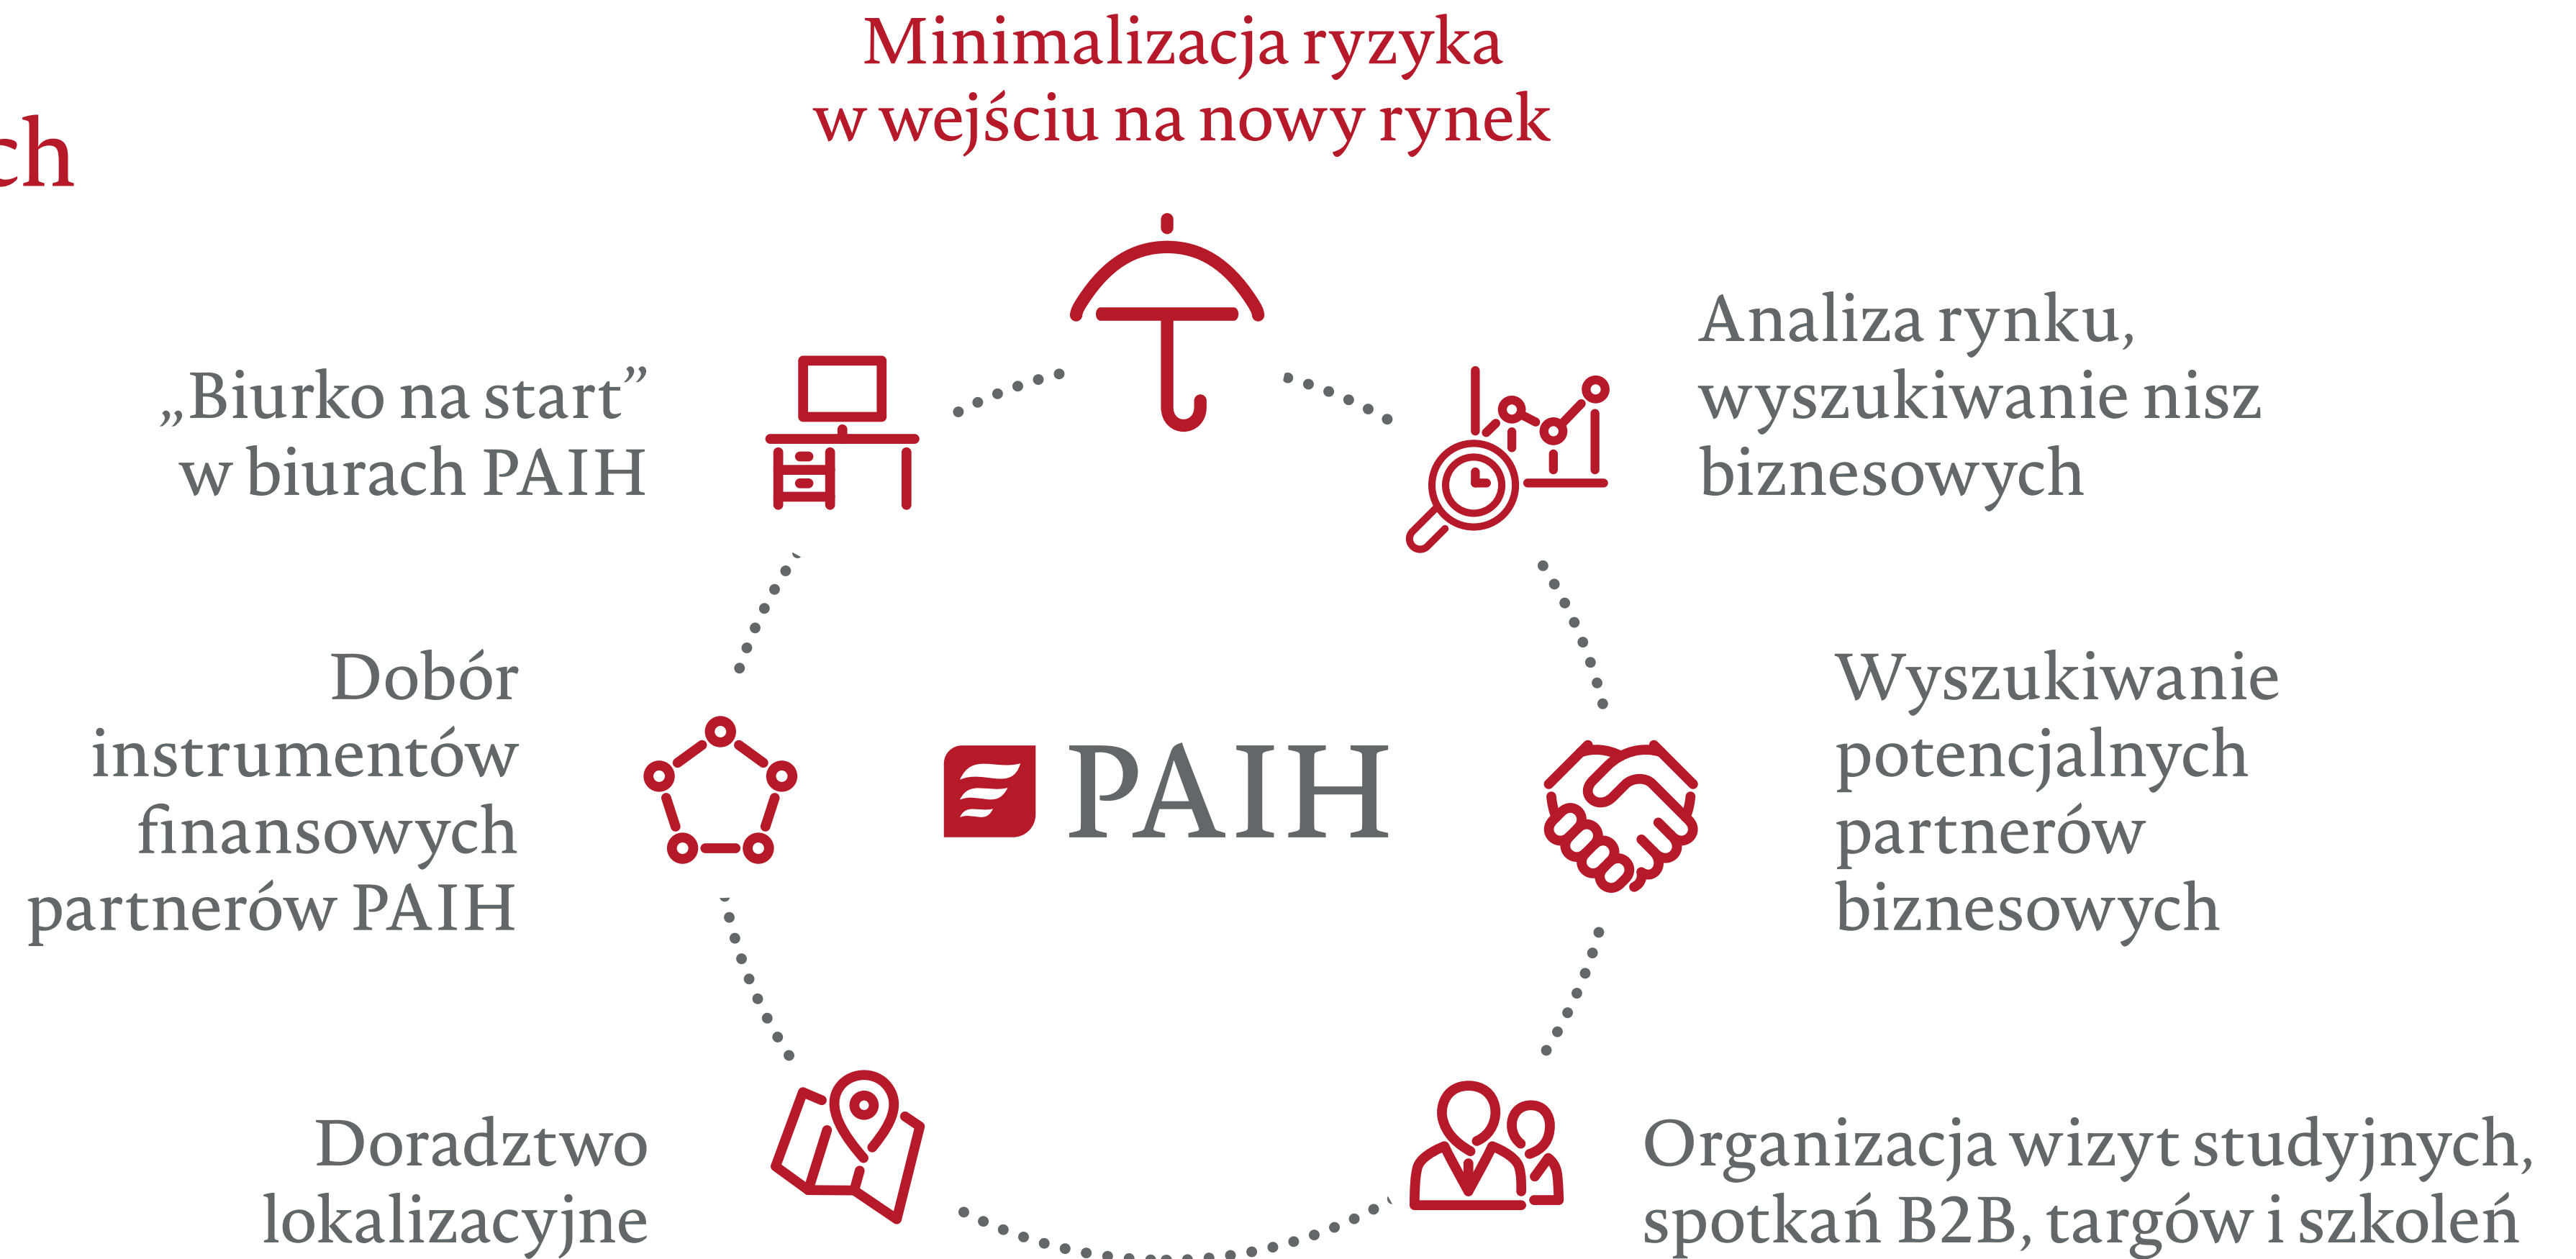 ch
Minimalizacja ryzyka
w wejściu na nowy rynek
„Biurko na start”
w biurach PAIH
Analiza rynku,
wyszukiwanie nisz
biznesowych
Dobór
instrumentów
finansowych
partnerów PAIH
PAIH
Wyszukiwanie
potencjalnych
partnerów
biznesowych
Doradztwo
lokalizacyjne
Organizacja wizyt studyjnych,
spotkań B2B, targów i szkoleń